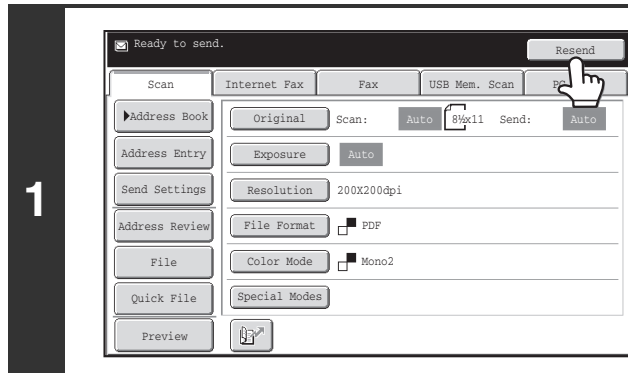 1
Ready to send.
Resend
Scan
Internet Fax
Fax
USB Mem. Scan
Address Book
Original
Scan:
Auto
8½x11
Send:
Auto
Address Entry
Exposure
Auto
Send Settings
Resolution
200X200dpi
Address Review
File Format
PDF
File
Color Mode
Mono2
Quick File
Special Modes
Preview